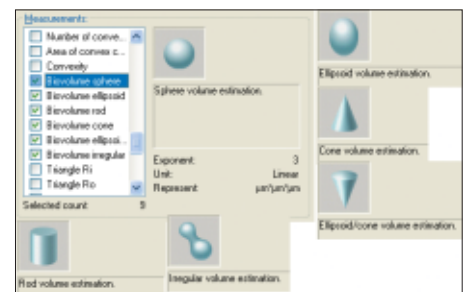 Measurements:
Number of conve...
Area of convex c...
Convexity
Biovolume sphere
Biovolume ellipsoid
Biovolume rod
Biovolume cone
Biovolume ellipsoi...
Biovolume irregular
Triangle Ri
Triangle Ro
Selected count: 9
Sphere volume estimation.
Exponent: 3
Unit: Linear
Represent: µm/µm/µm
Ellipsoid volume estimation.
Cone volume estimation.
Ellipsoid/cone volume estimation.
Rod volume estimation.
Irregular volume estimation.